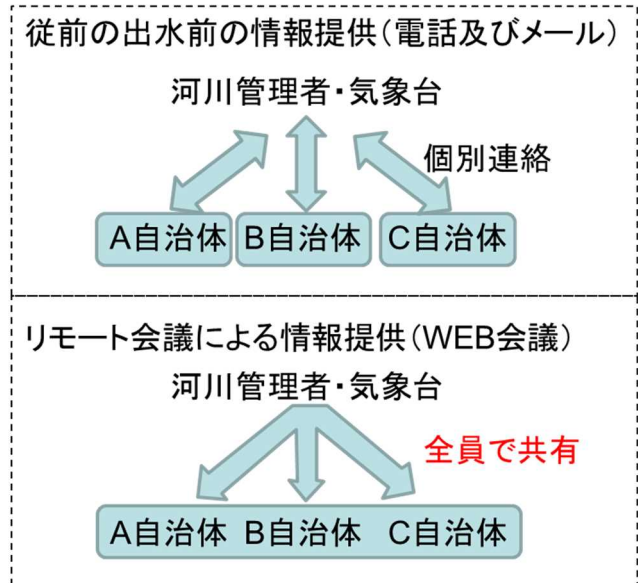 従前の出水前の情報提供（電話及びメール）
河川管理者・気象台
個別連絡
A自治体 B自治体 C自治体
リモート会議による情報提供（WEB会議）
河川管理者・気象台
全員で共有
A自治体 B自治体 C自治体